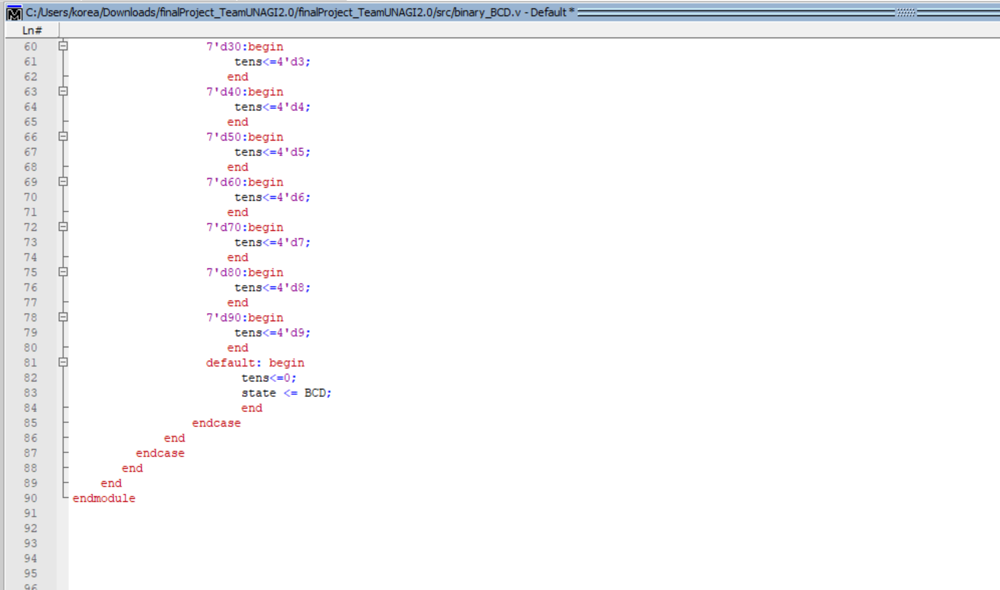 C:/Users/korea/Downloads/finalProject_TeamUNAGI2.0/finalProject_TeamUNAGI2.0/src/binary_BCD.v - Default *
Ln#
60 7'd30:begin
61 tens<=4'd3;
62 end
63 7'd40:begin
64 tens<=4'd4;
65 end
66 7'd50:begin
67 tens<=4'd5;
68 end
69 7'd60:begin
70 tens<=4'd6;
71 end
72 7'd70:begin
73 tens<=4'd7;
74 end
75 7'd80:begin
76 tens<=4'd8;
77 end
78 7'd90:begin
79 tens<=4'd9;
80 end
81 default: begin
82 tens<=0;
83 state <= BCD;
84 end
85 endcase
86 end
87 endcase
88 end
89 end
90 endmodule
91
92
93
94
95
96